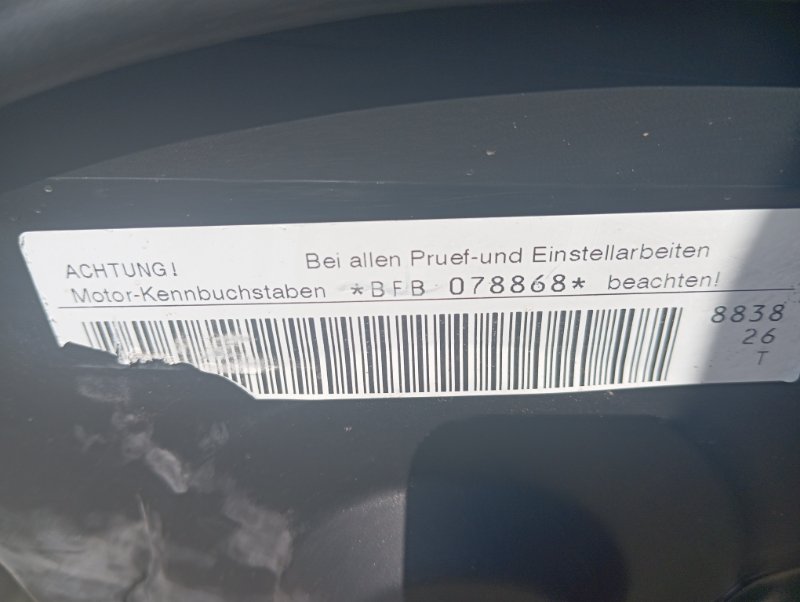 ACHTUNG! Bei allen Pruef-und Einstellarbeiten
Motor-Kennbuchstaben *BFB 078868* beachten!
8838
26
T